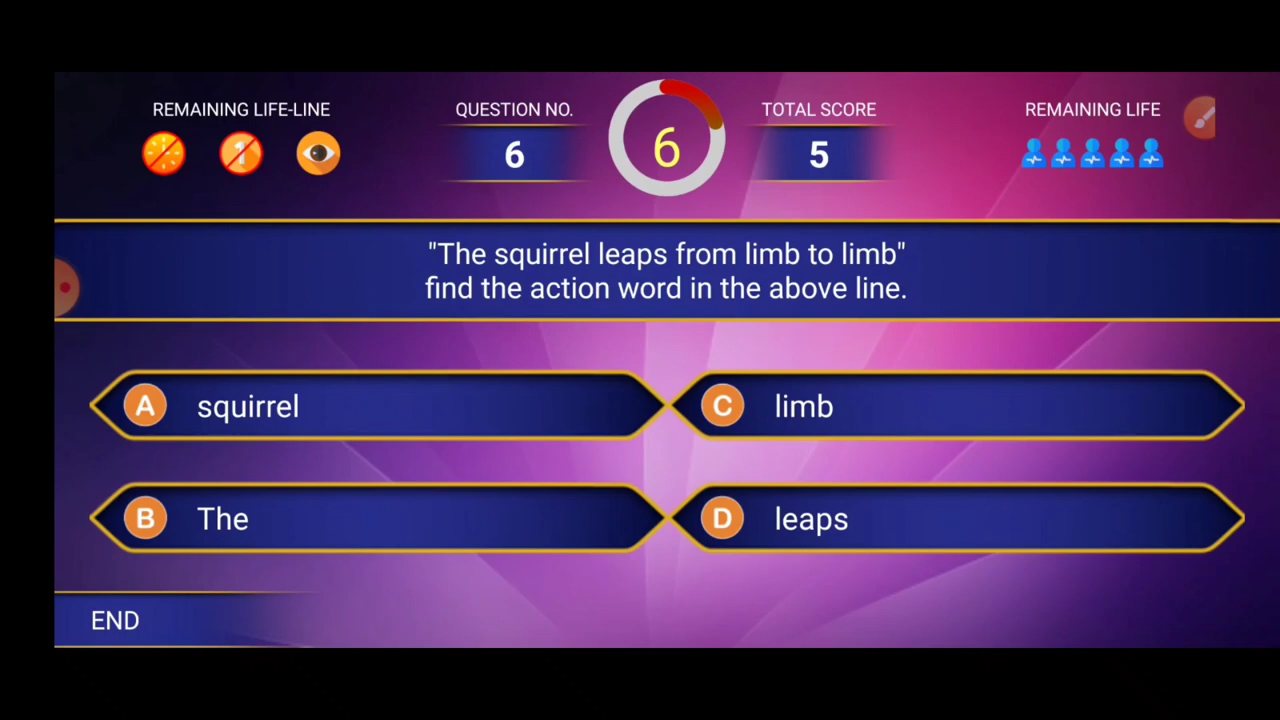 REMAINING LIFE-LINE
1
QUESTION NO.
6
6
TOTAL SCORE
5
REMAINING LIFE
"The squirrel leaps from limb to limb"
find the action word in the above line.
A squirrel
C limb
B The
D leaps
END